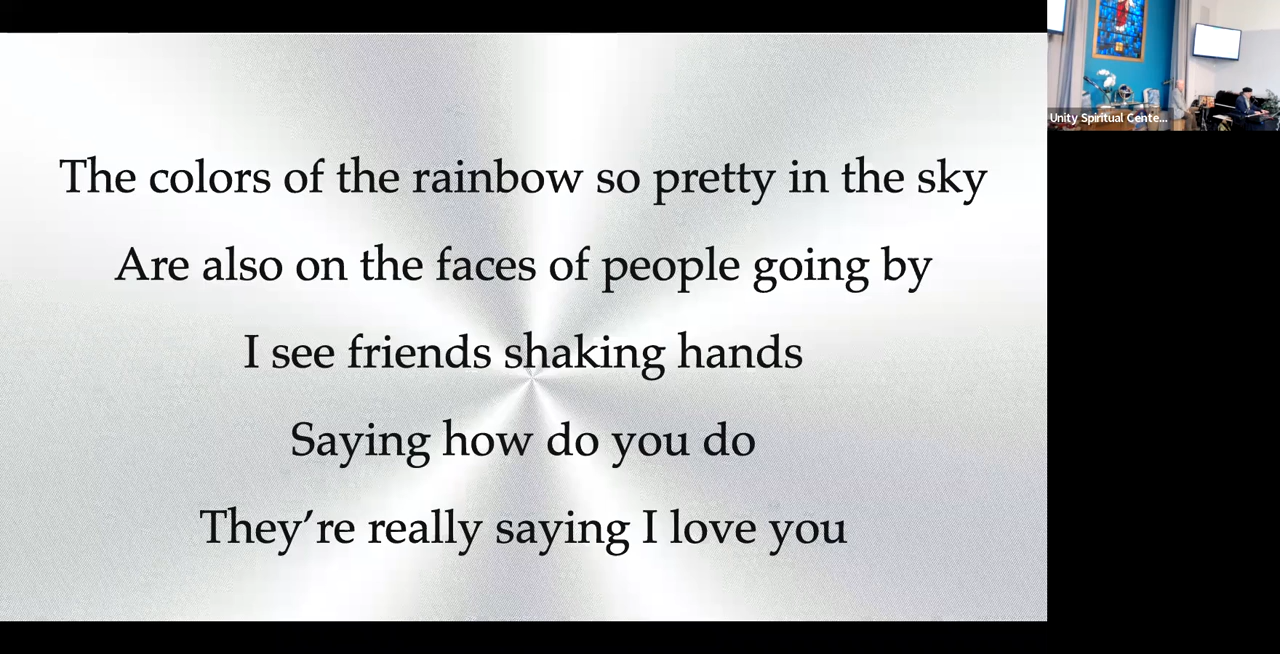 The colors of the rainbow so pretty in the sky
Are also on the faces of people going by
I see friends shaking hands
Saying how do you do
They’re really saying I love you
Unity Spiritual Cente...